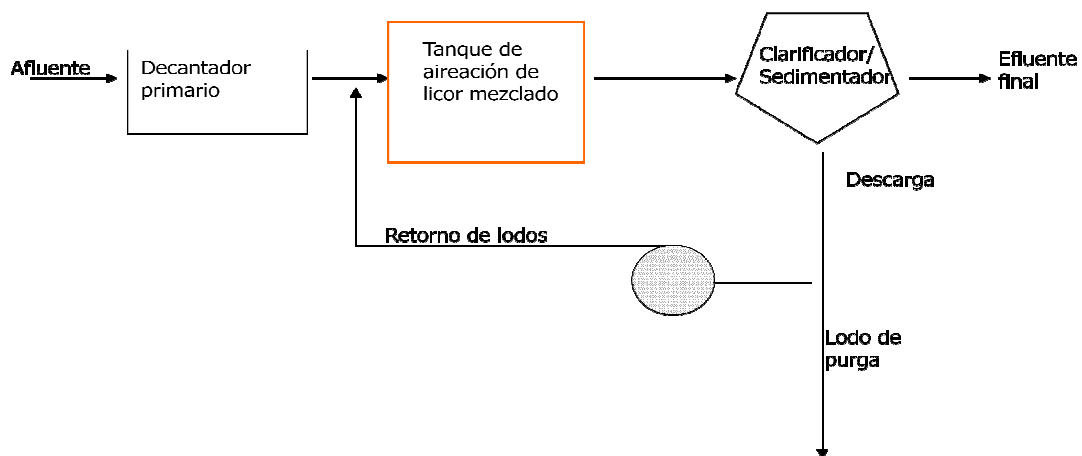 Afluente
Decantador
primario
Tanque de
aireación de
licor mezclado
Clarificador/
Sedimentador
Efluente
final
Descarga
Retorno de lodos
Lodo de
purga